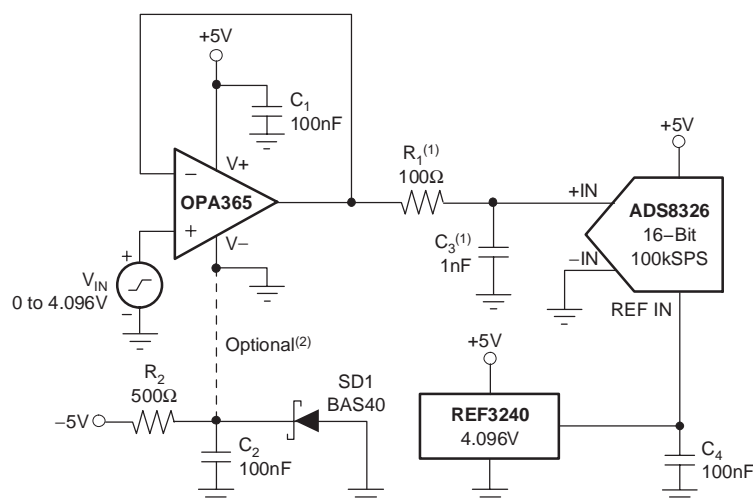 +5V
C1
100nF
V+
−
OPA365
+
V−
+
VIN
0 to 4.096V
−
R1(1)
100Ω
C3(1)
1nF
+5V
+IN
ADS8326
16−Bit
100kSPS
−IN
REF IN
Optional(2)
R2
500Ω
−5V
C2
100nF
SD1
BAS40
+5V
REF3240
4.096V
C4
100nF